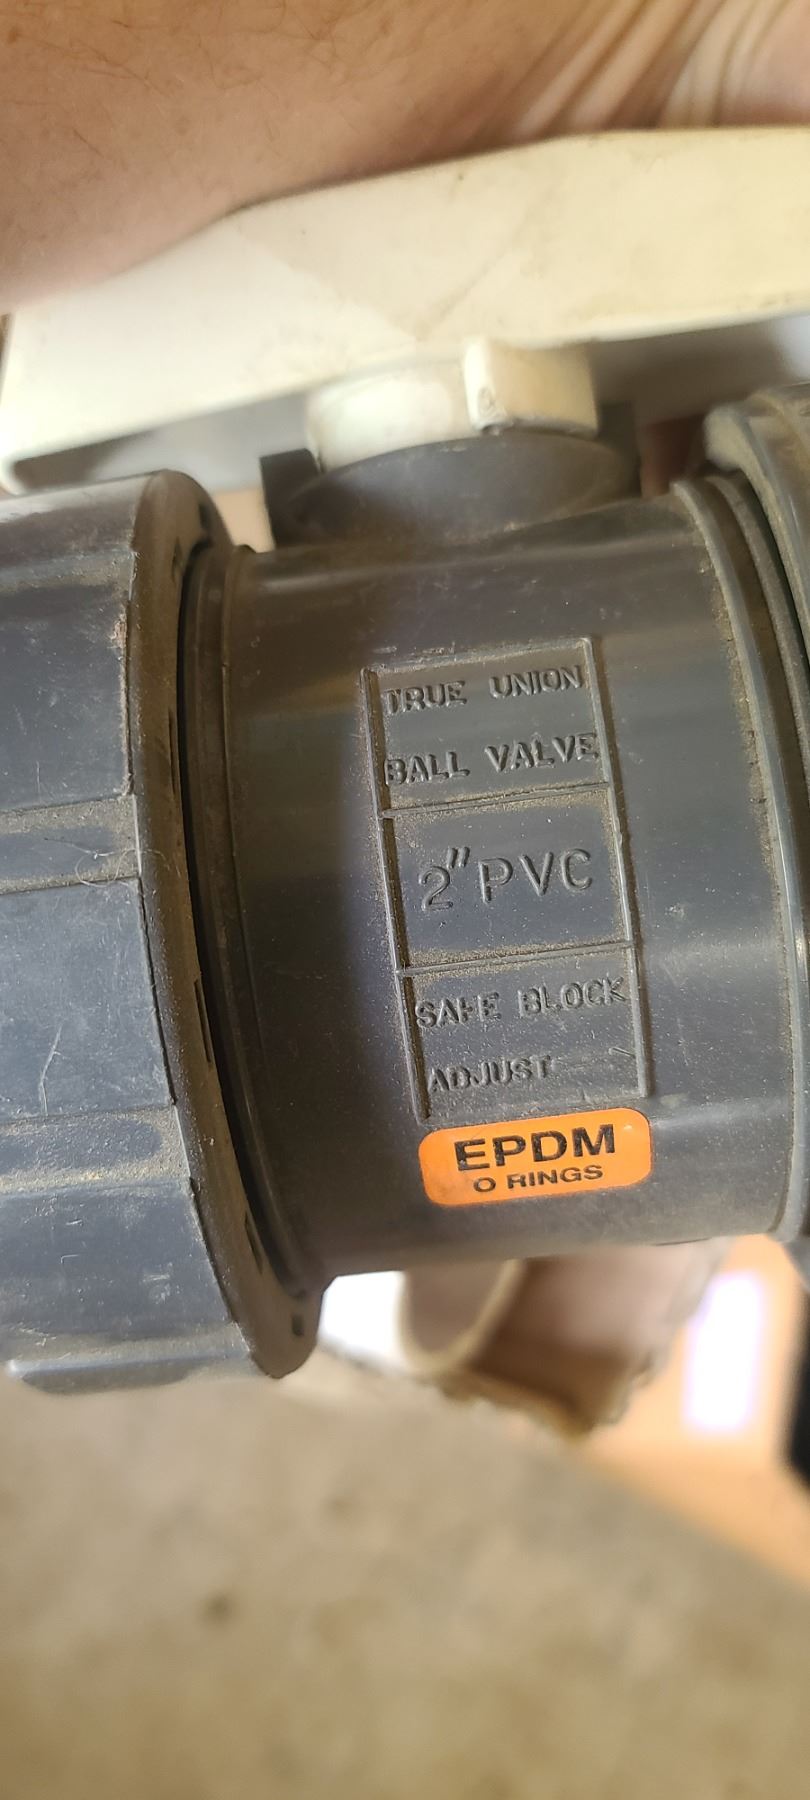 TRUE UNION
BALL VALVE
2" PVC
SAFE BLOCK
ADJUST
EPDM
O RINGS